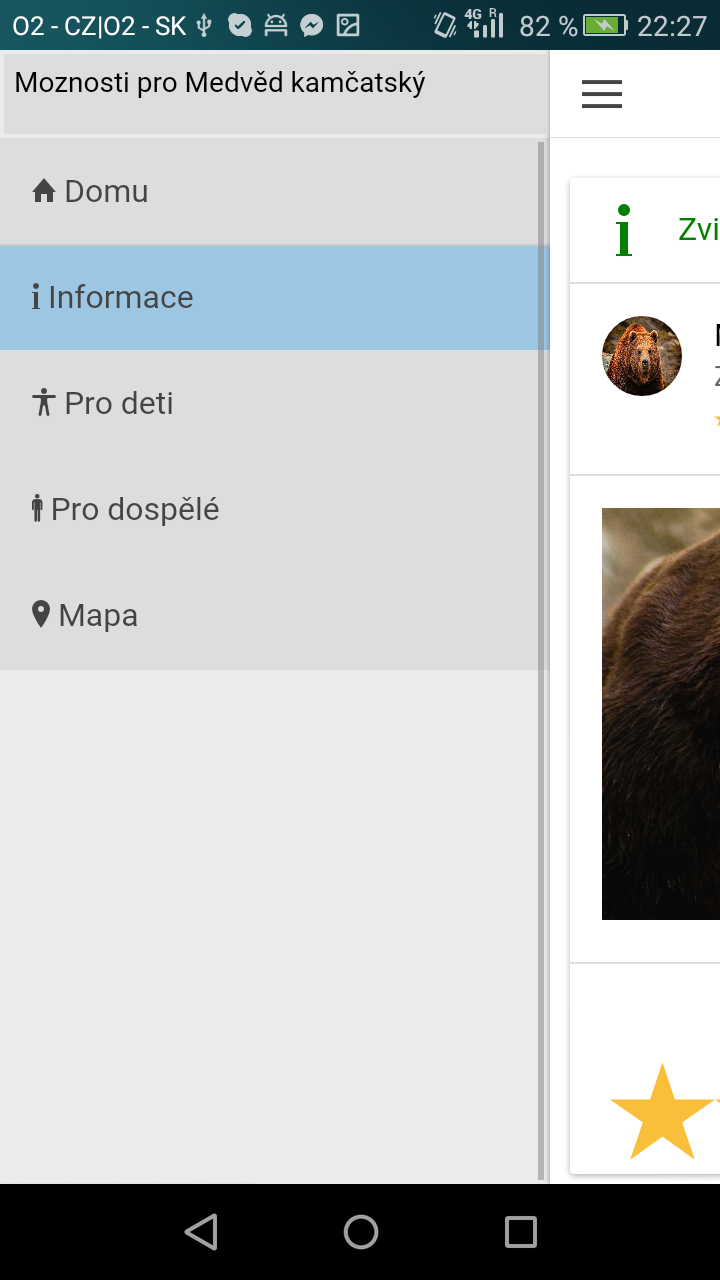 O2 - CZ|O2 - SK 4G R 82 % 22:27
Moznosti pro Medvěd kamčatský
Domu
Informace
Pro deti
Pro dospělé
Mapa
Zvi